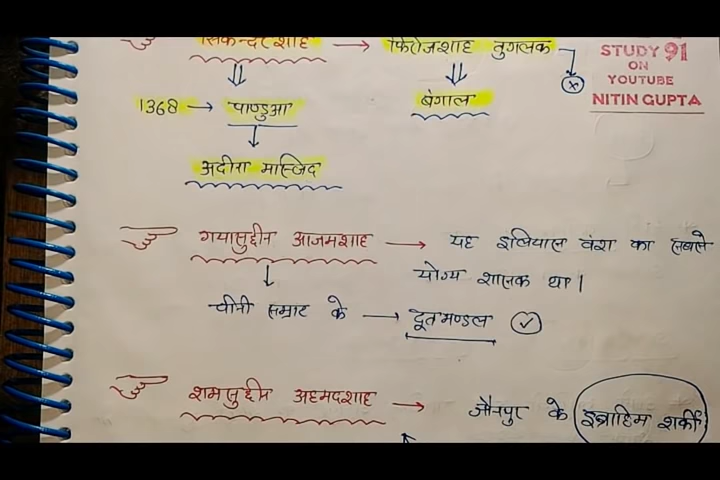 सिकन्दरशाह → फिरोजशाह तुगलक
STUDY 91
ON
YOUTUBE
NITIN GUPTA
1368 → पाण्डुआ
बंगाल
अदीना मस्जिद
गयासुद्दीन आजमशाह → यह इलियास वंश का सबसे
योग्य शासक था।
चीनी सम्राट के → दूतमण्डल
शमसुद्दीन अहमदशाह → जौनपुर के इब्राहिम शर्की